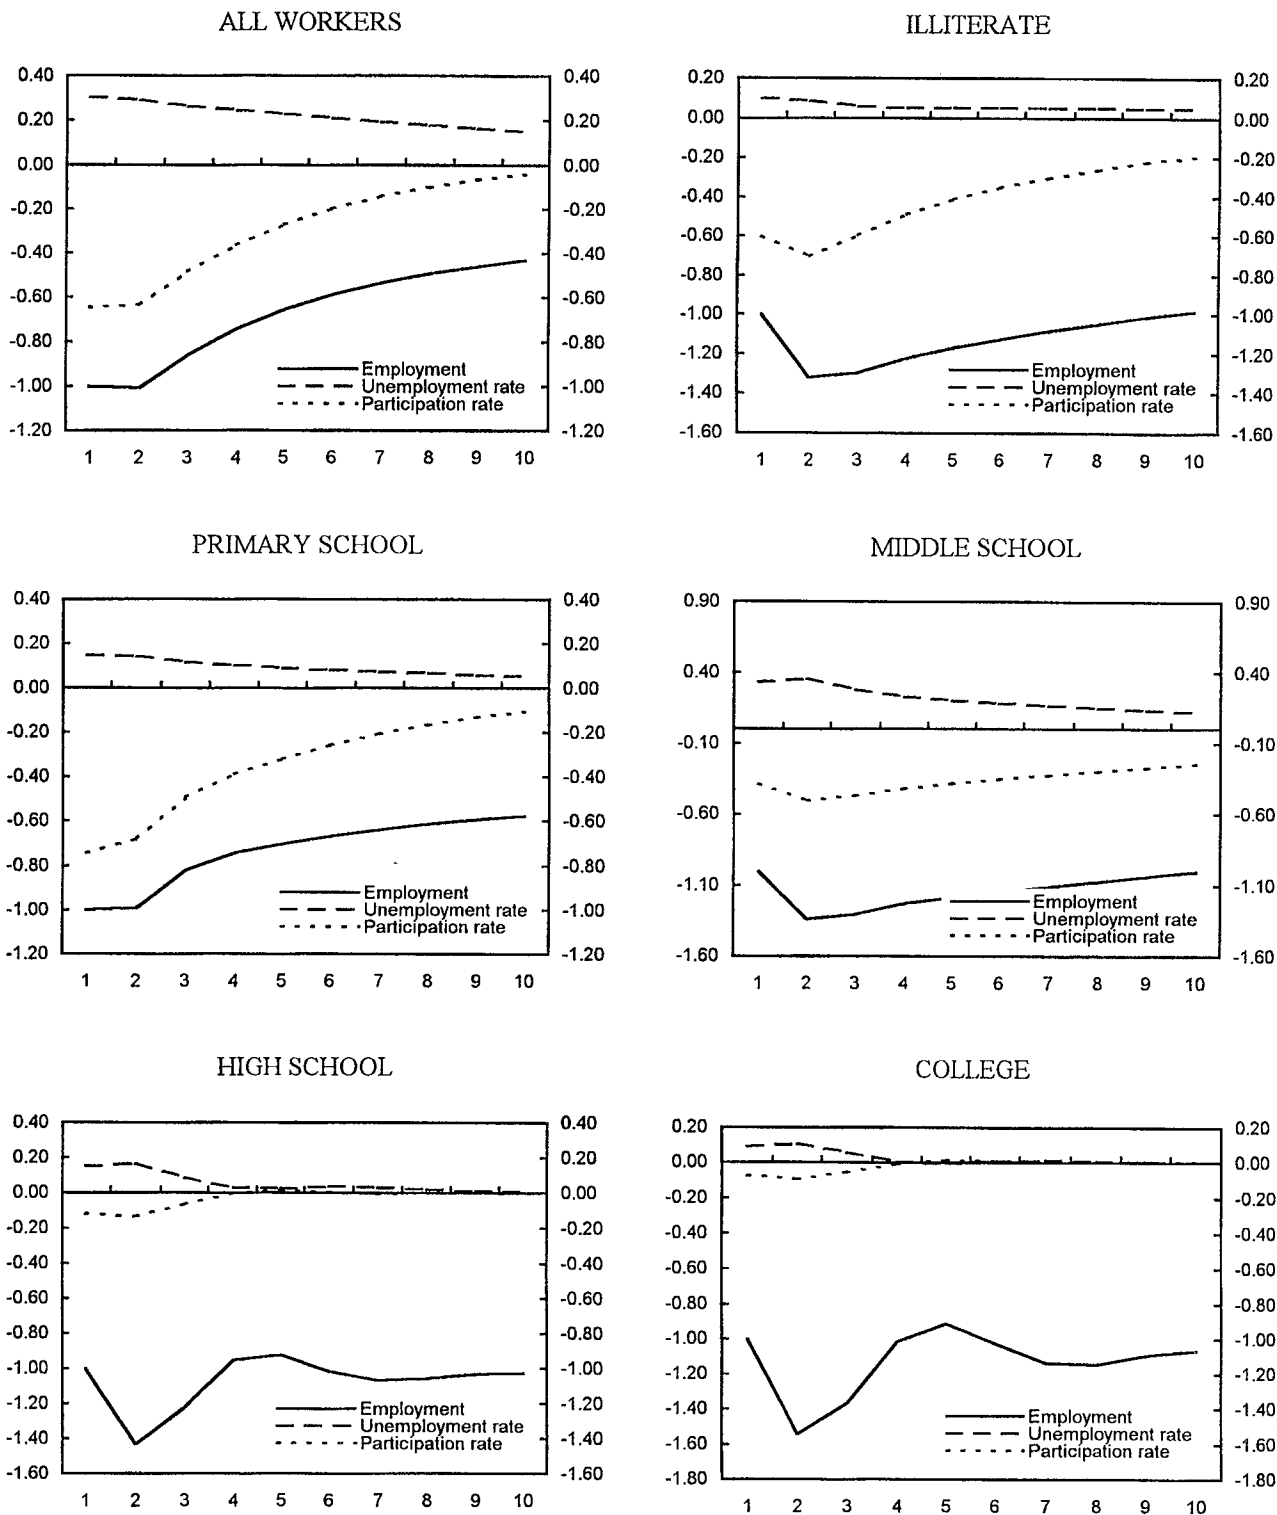 ALL WORKERS
0.40 0.40
0.20 0.20
0.00 0.00
-0.20 -0.20
-0.40 -0.40
-0.60 -0.60
-0.80 -0.80
Employment
-1.00 Unemployment rate -1.00
Participation rate
-1.20 -1.20
1 2 3 4 5 6 7 8 9 10
ILLITERATE
0.20 0.20
0.00 0.00
-0.20 -0.20
-0.40 -0.40
-0.60 -0.60
-0.80 -0.80
-1.00 -1.00
-1.20 -1.20
Employment
-1.40 Unemployment rate -1.40
Participation rate
-1.60 -1.60
1 2 3 4 5 6 7 8 9 10
PRIMARY SCHOOL
0.40 0.40
0.20 0.20
0.00 0.00
-0.20 -0.20
-0.40 -0.40
-0.60 -0.60
-0.80 -0.80
Employment
-1.00 Unemployment rate -1.00
Participation rate
-1.20 -1.20
1 2 3 4 5 6 7 8 9 10
MIDDLE SCHOOL
0.90 0.90
0.40 0.40
-0.10 -0.10
-0.60 -0.60
-1.10 -1.10
Employment
Unemployment rate
Participation rate
-1.60 -1.60
1 2 3 4 5 6 7 8 9 10
HIGH SCHOOL
0.40 0.40
0.20 0.20
0.00 0.00
-0.20 -0.20
-0.40 -0.40
-0.60 -0.60
-0.80 -0.80
-1.00 -1.00
-1.20 -1.20
Employment
-1.40 Unemployment rate -1.40
Participation rate
-1.60 -1.60
1 2 3 4 5 6 7 8 9 10
COLLEGE
0.20 0.20
0.00 0.00
-0.20 -0.20
-0.40 -0.40
-0.60 -0.60
-0.80 -0.80
-1.00 -1.00
-1.20 -1.20
-1.40 Employment -1.40
Unemployment rate
-1.60 Participation rate -1.60
-1.80 -1.80
1 2 3 4 5 6 7 8 9 10